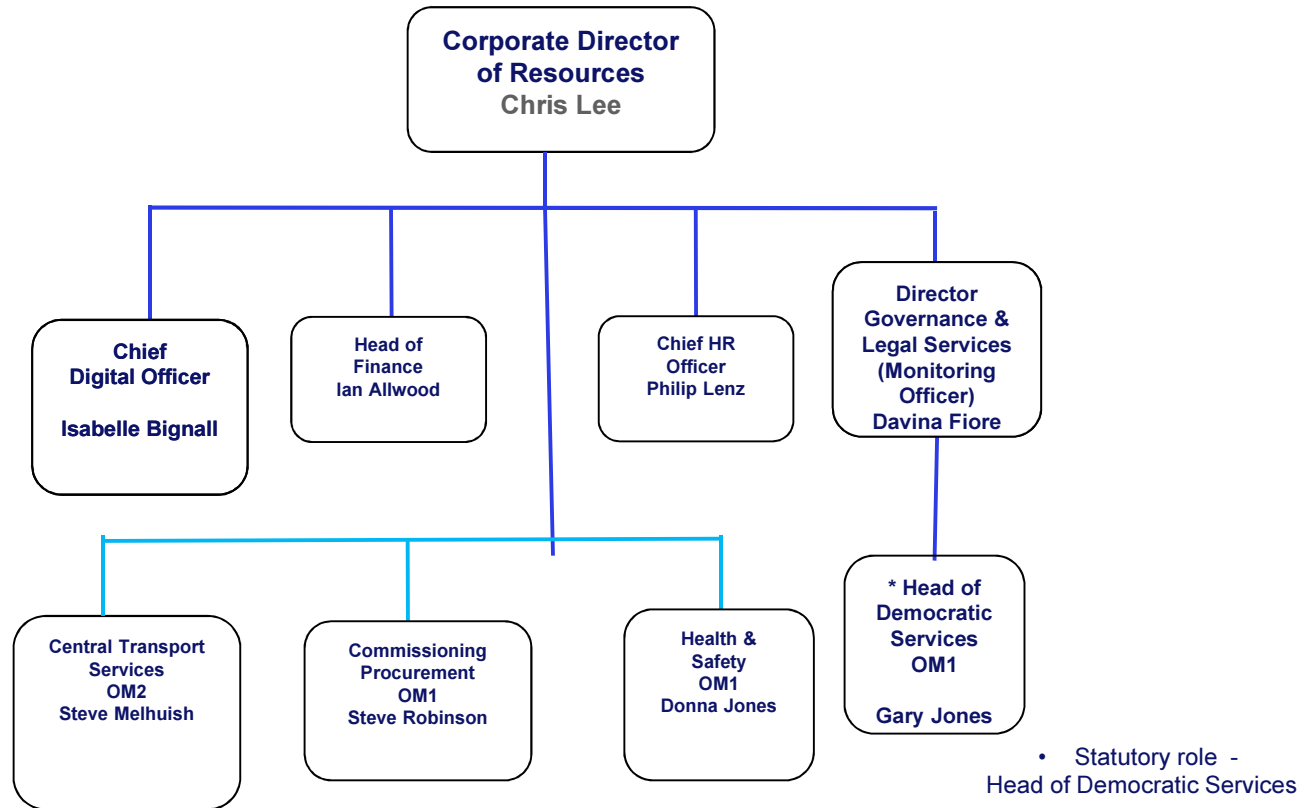 Corporate Director
of Resources
Chris Lee
Chief
Digital Officer
Isabelle Bignall
Head of
Finance
Ian Allwood
Chief HR
Officer
Philip Lenz
Director
Governance &
Legal Services
(Monitoring
Officer)
Davina Fiore
Central Transport
Services
OM2
Steve Melhuish
Commissioning
Procurement
OM1
Steve Robinson
Health &
Safety
OM1
Donna Jones
* Head of
Democratic
Services
OM1
Gary Jones
• Statutory role -
Head of Democratic Services